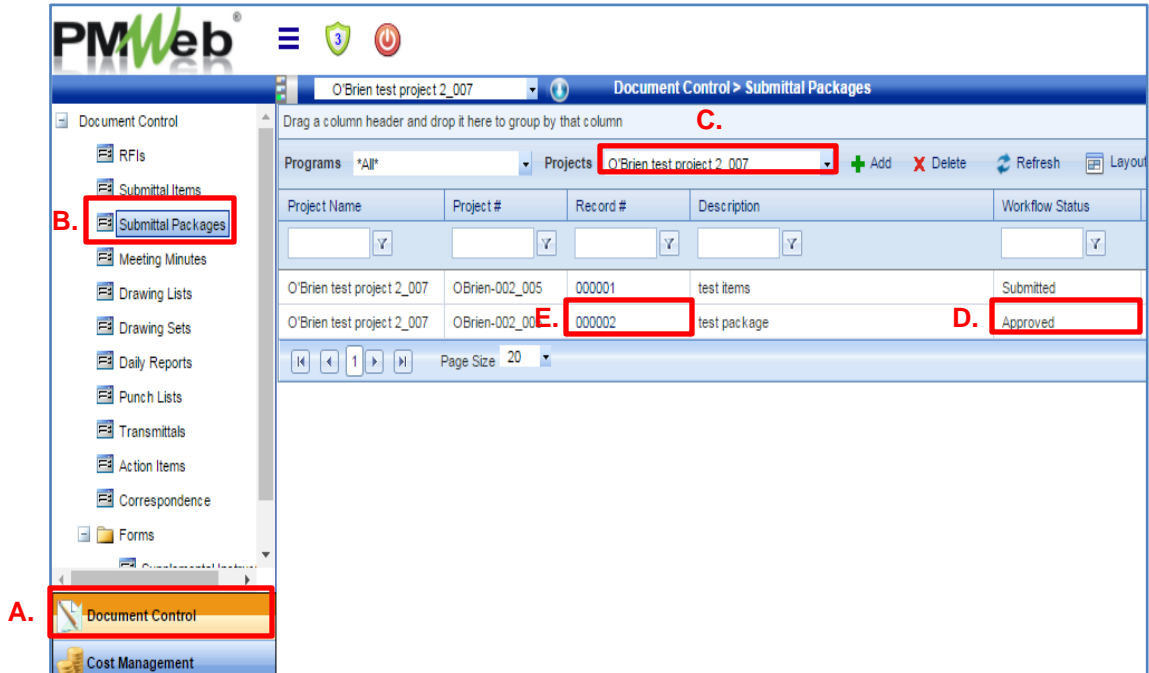 PMWeb®
3
O'Brien test project 2_007
Document Control > Submittal Packages
Document Control
RFIs
Submittal Items
B.
Submittal Packages
Meeting Minutes
Drawing Lists
Drawing Sets
Daily Reports
Punch Lists
Transmittals
Action Items
Correspondence
Forms
A.
Document Control
Cost Management
Drag a column header and drop it here to group by that column
C.
Programs *All* Projects O'Brien test project 2_007 Add X Delete Refresh Layout
Project Name Project # Record # Description Workflow Status
O'Brien test project 2_007 OBrien-002_005 000001 test items Submitted
O'Brien test project 2_007 E. 000002 test package D. Approved
1 Page Size 20